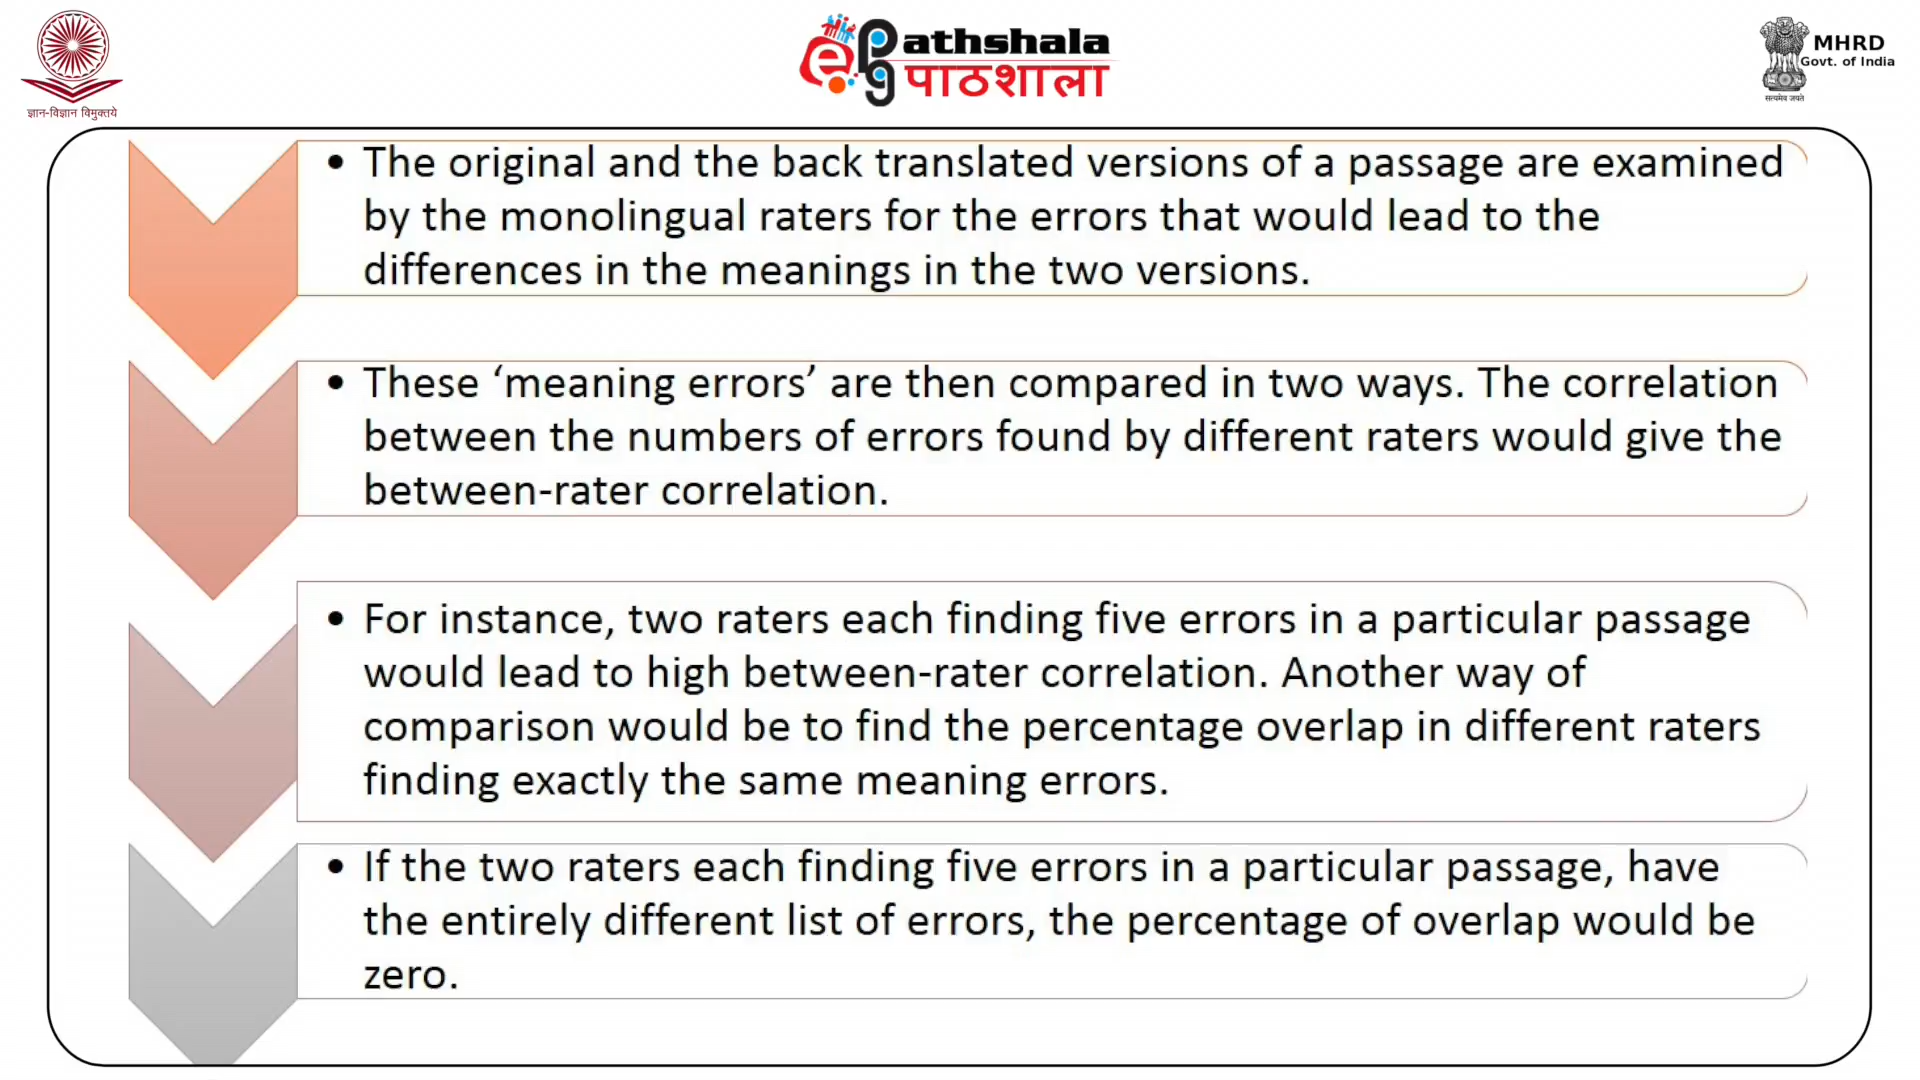 ज्ञान-विज्ञान विमुक्तये
ePG athshala
पाठशाला
MHRD
Govt. of India
सत्यमेव जयते
• The original and the back translated versions of a passage are examined
by the monolingual raters for the errors that would lead to the
differences in the meanings in the two versions.
• These ‘meaning errors’ are then compared in two ways. The correlation
between the numbers of errors found by different raters would give the
between-rater correlation.
• For instance, two raters each finding five errors in a particular passage
would lead to high between-rater correlation. Another way of
comparison would be to find the percentage overlap in different raters
finding exactly the same meaning errors.
• If the two raters each finding five errors in a particular passage, have
the entirely different list of errors, the percentage of overlap would be
zero.